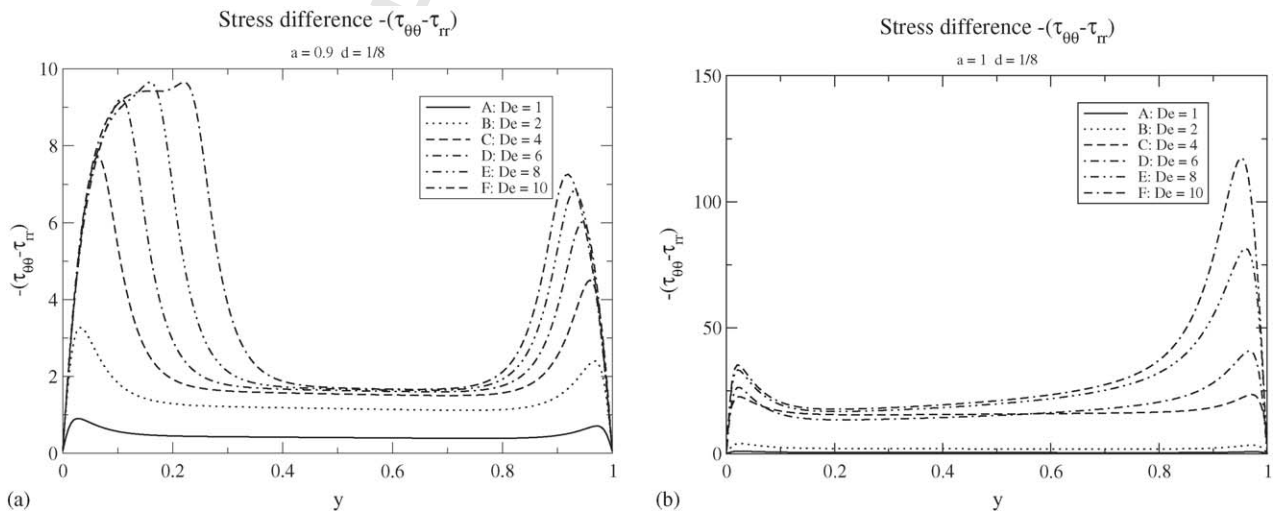 Stress difference -(τθθ-τrr)
a = 0.9 d = 1/8
10
8
6
4
2
0
-(τθθ-τrr)
A: De = 1
B: De = 2
C: De = 4
D: De = 6
E: De = 8
F: De = 10
0 0.2 0.4 0.6 0.8 1
(a) y
Stress difference -(τθθ-τrr)
a = 1 d = 1/8
150
100
50
0
-(τθθ-τrr)
A: De = 1
B: De = 2
C: De = 4
D: De = 6
E: De = 8
F: De = 10
0 0.2 0.4 0.6 0.8 1
(b) y